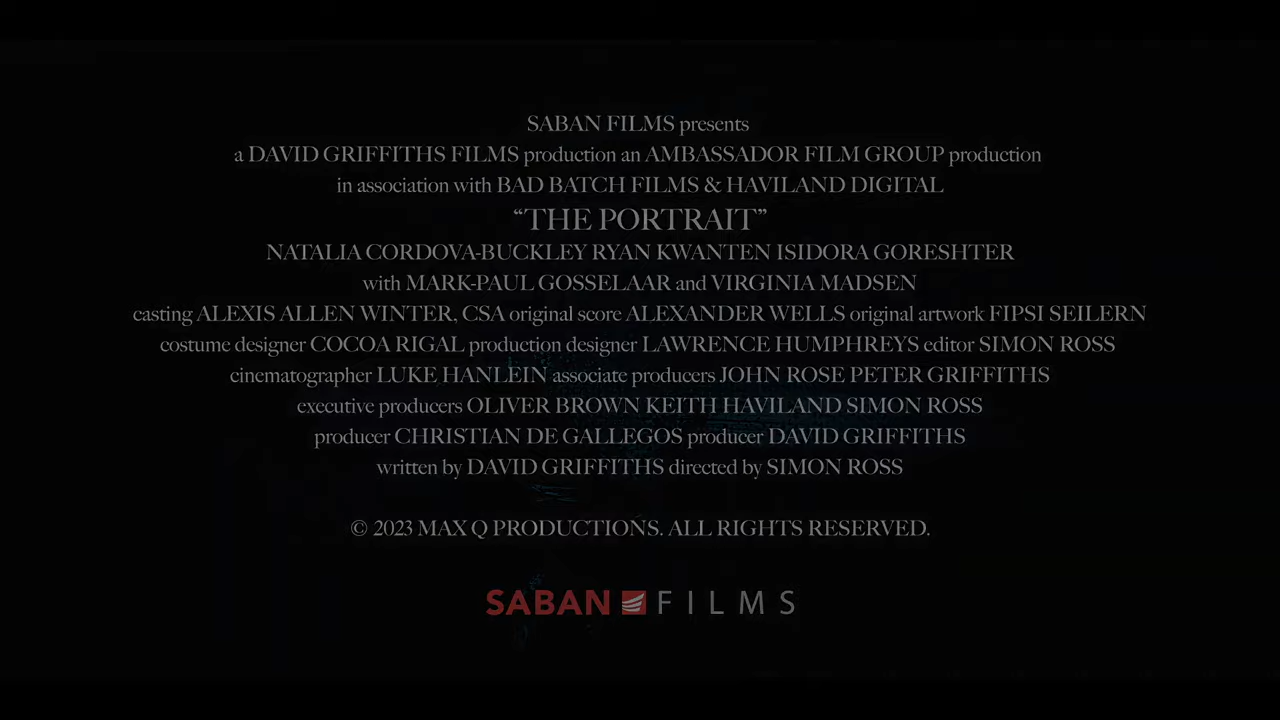 SABAN FILMS presents
a DAVID GRIFFITHS FILMS production an AMBASSADOR FILM GROUP production
in association with BAD BATCH FILMS & HAVILAND DIGITAL
“THE PORTRAIT”
NATALIA CORDOVA-BUCKLEY RYAN KWANTEN ISIDORA GORESHTER
with MARK-PAUL GOSSELAAR and VIRGINIA MADSEN
casting ALEXIS ALLEN WINTER, CSA original score ALEXANDER WELLS original artwork FIPSI SEILERN
costume designer COCOA RIGAL production designer LAWRENCE HUMPHREYS editor SIMON ROSS
cinematographer LUKE HANLEIN associate producers JOHN ROSE PETER GRIFFITHS
executive producers OLIVER BROWN KEITH HAVILAND SIMON ROSS
producer CHRISTIAN DE GALLEGOS producer DAVID GRIFFITHS
written by DAVID GRIFFITHS directed by SIMON ROSS
© 2023 MAX Q PRODUCTIONS. ALL RIGHTS RESERVED.
SABAN FILMS